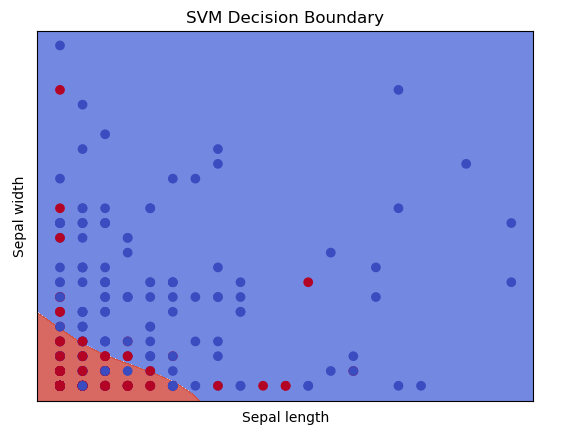 SVM Decision Boundary
Sepal width
Sepal length